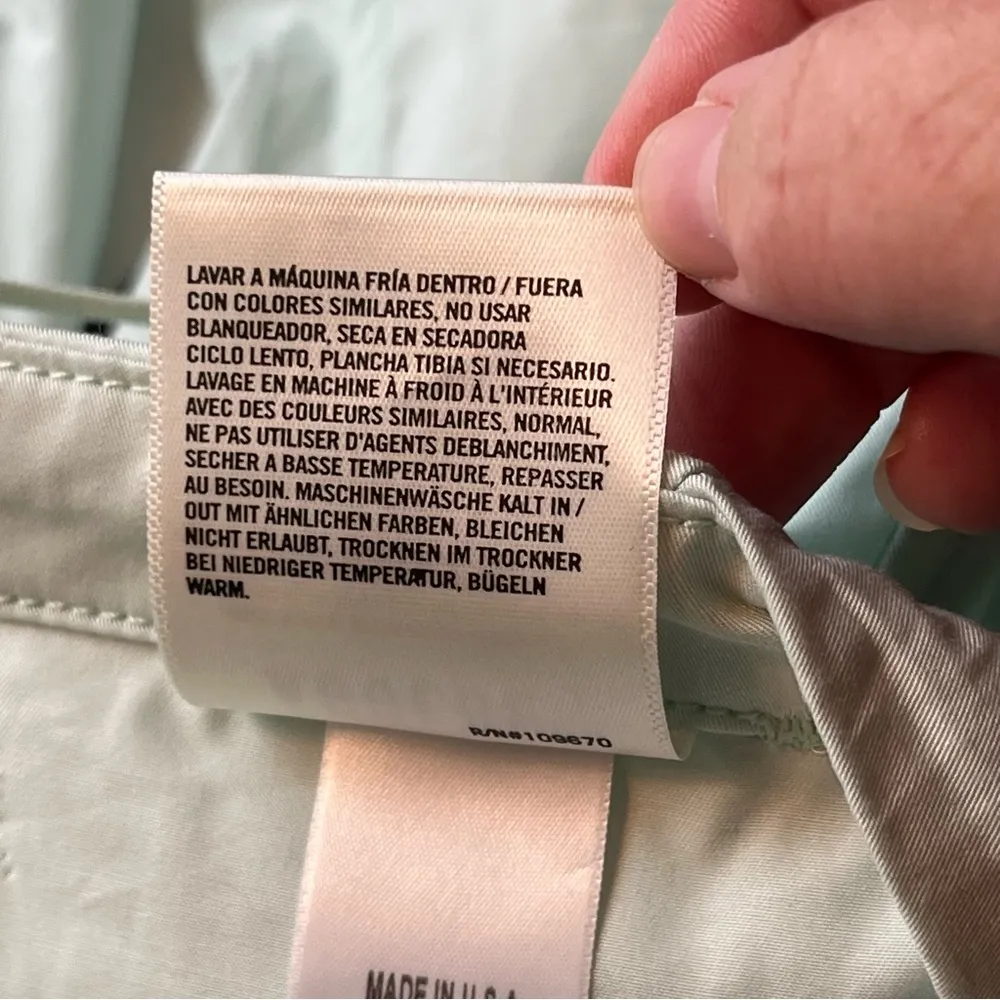 LAVAR A MÁQUINA FRÍA DENTRO / FUERA
CON COLORES SIMILARES, NO USAR
BLANQUEADOR, SECA EN SECADORA
CICLO LENTO, PLANCHA TIBIA SI NECESARIO.
LAVAGE EN MACHINE À FROID À L'INTÉRIEUR
AVEC DES COULEURS SIMILAIRES, NORMAL,
NE PAS UTILISER D'AGENTS DEBLANCHIMENT,
SECHER A BASSE TEMPERATURE, REPASSER
AU BESOIN. MASCHINENWÄSCHE KALT IN /
OUT MIT ÄHNLICHEN FARBEN, BLEICHEN
NICHT ERLAUBT, TROCKNEN IM TROCKNER
BEI NIEDRIGER TEMPERATUR, BÜGELN
WARM.
R/N#109670
MADE IN U.S.A